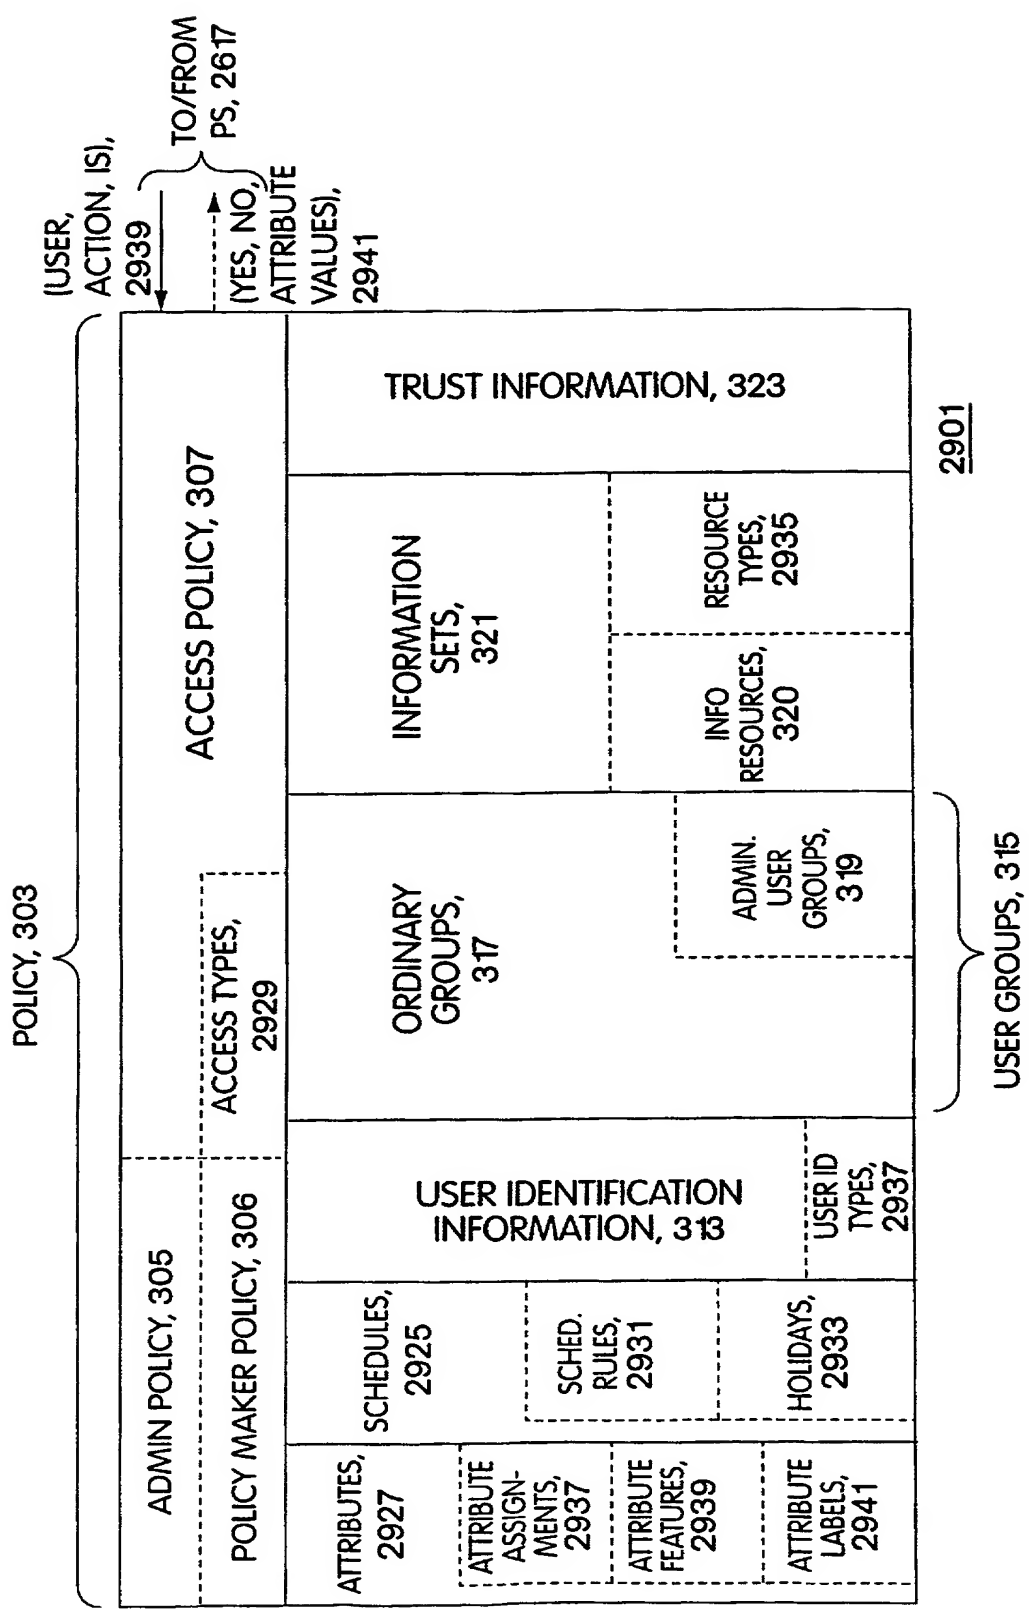 POLICY, 303
(USER,
ACTION, IS),
2939
TO/FROM
PS, 2617
(YES, NO,
ATTRIBUTE
VALUES),
2941
ADMIN POLICY, 305
POLICY MAKER POLICY, 306
ACCESS TYPES,
2929
ACCESS POLICY, 307
ATTRIBUTES,
2927
ATTRIBUTE
ASSIGN-
MENTS,
2937
ATTRIBUTE
FEATURES,
2939
ATTRIBUTE
LABELS,
2941
SCHEDULES,
2925
SCHED.
RULES,
2931
HOLIDAYS,
2933
USER IDENTIFICATION
INFORMATION, 313
USER ID
TYPES,
2937
ORDINARY
GROUPS,
317
ADMIN.
USER
GROUPS,
319
INFORMATION
SETS,
321
INFO
RESOURCES,
320
RESOURCE
TYPES,
2935
TRUST INFORMATION, 323
USER GROUPS, 315
2901